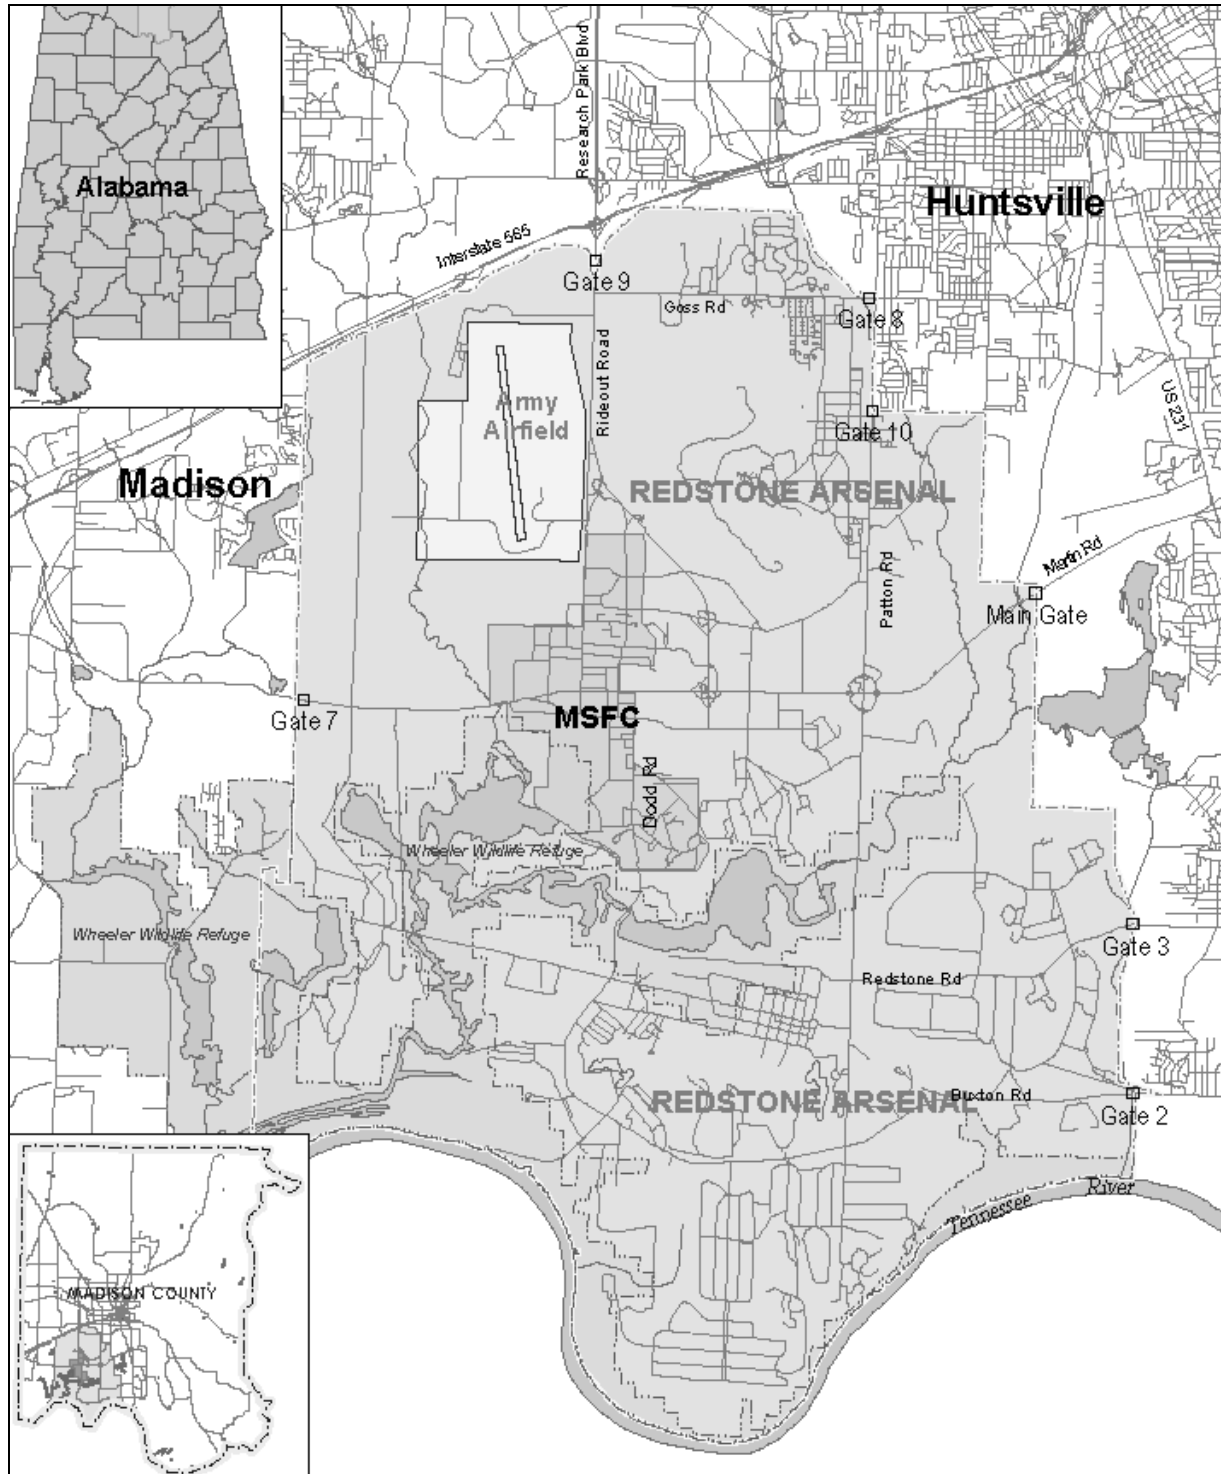 Research Park Blvd
Alabama
Huntsville
Interstate 565
Gate 9
Goss Rd
Gate 8
Rideout Road
US 231
Army
Airfield
Gate 10
Madison
REDSTONE ARSENAL
Martin Rd
Patton Rd
Main Gate
Gate 7
MSFC
Dodd Rd
Wheeler Wildlife Refuge
Wheeler Wildlife Refuge
Gate 3
Redstone Rd
REDSTONE ARSENAL
Buxton Rd
Gate 2
Tennessee River
MADISON COUNTY